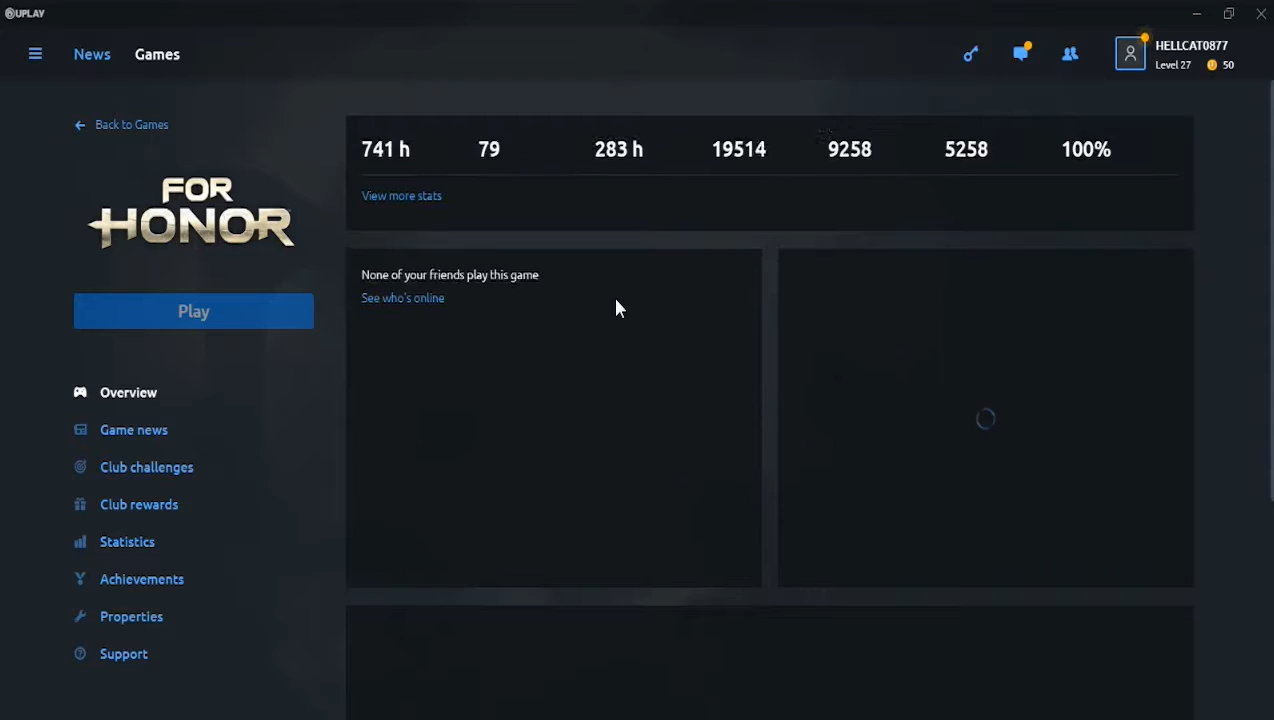 UPLAY
News Games
HELLCAT0877
Level 27 50
Back to Games
FOR
HONOR
Play
Overview
Game news
Club challenges
Club rewards
Statistics
Achievements
Properties
Support
741 h 79 283 h 19514 9258 5258 100%
View more stats
None of your friends play this game
See who's online